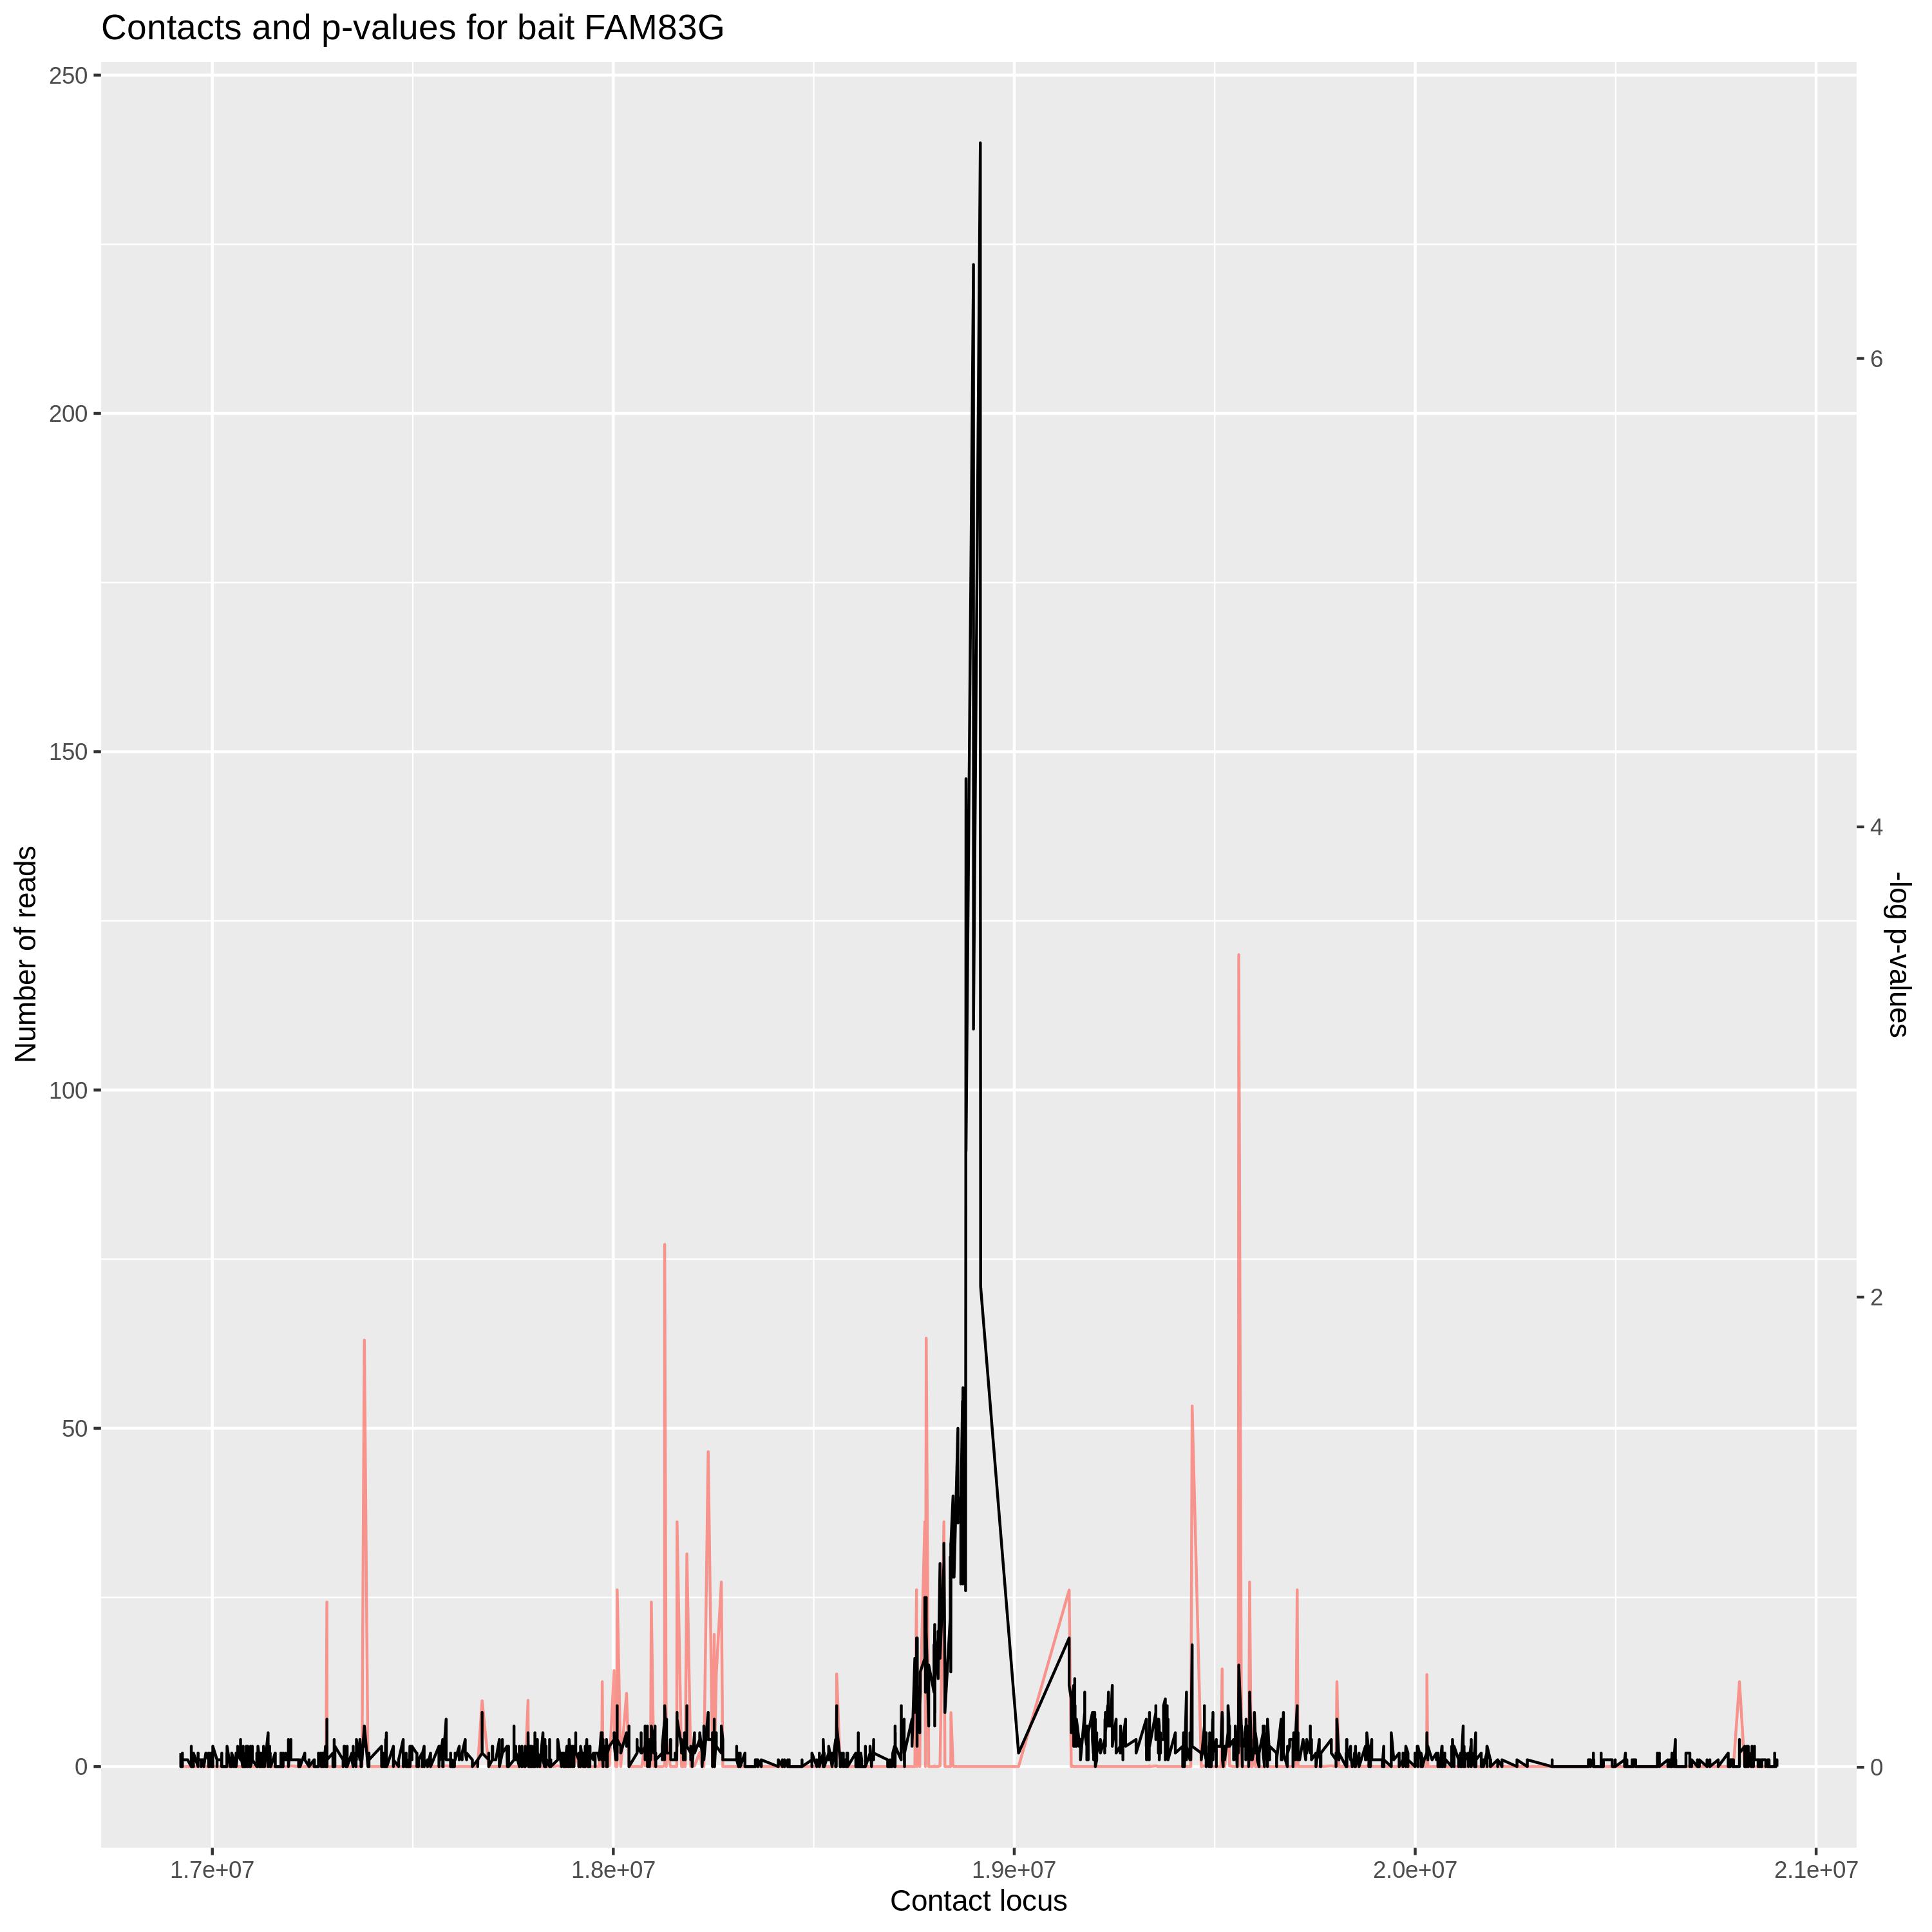 Contacts and p-values for bait FAM83G
250
200
150
100
50
0
Number of reads
6
4
2
0
-log p-values
1.7e+07
1.8e+07
1.9e+07
2.0e+07
2.1e+07
Contact locus